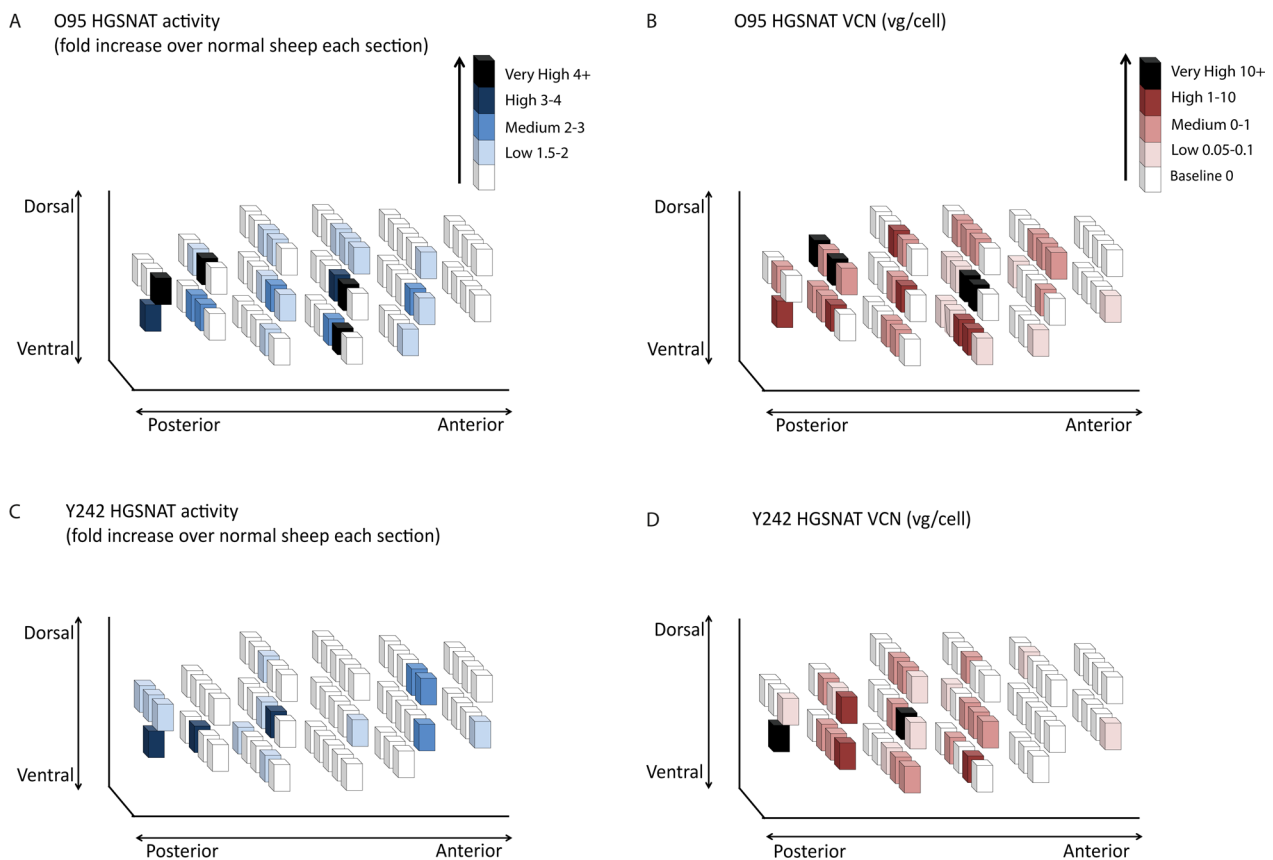 A
O95 HGSNAT activity
(fold increase over normal sheep each section)
Very High 4+
High 3-4
Medium 2-3
Low 1.5-2
Dorsal
Ventral
Posterior
Anterior
B
O95 HGSNAT VCN (vg/cell)
Very High 10+
High 1-10
Medium 0-1
Low 0.05-0.1
Baseline 0
Dorsal
Ventral
Posterior
Anterior
C
Y242 HGSNAT activity
(fold increase over normal sheep each section)
Dorsal
Ventral
Posterior
Anterior
D
Y242 HGSNAT VCN (vg/cell)
Dorsal
Ventral
Posterior
Anterior